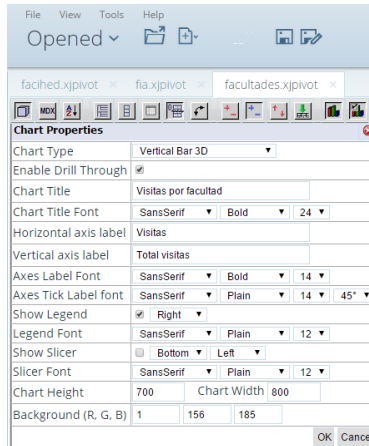 File View Tools Help
Opened
facihed.xjpivot × fia.xjpivot × facultades.xjpivot ×
MDX
Chart Properties
Chart Type Vertical Bar 3D
Enable Drill Through
Chart Title Visitas por facultad
Chart Title Font SansSerif Bold 24
Horizontal axis label Visitas
Vertical axis label Total visitas
Axes Label Font SansSerif Bold 14
Axes Tick Label font SansSerif Plain 14 45°
Show Legend Right
Legend Font SansSerif Plain 12
Show Slicer Bottom Left
Slicer Font SansSerif Plain 12
Chart Height 700 Chart Width 800
Background (R, G, B) 1 156 185
OK Cance